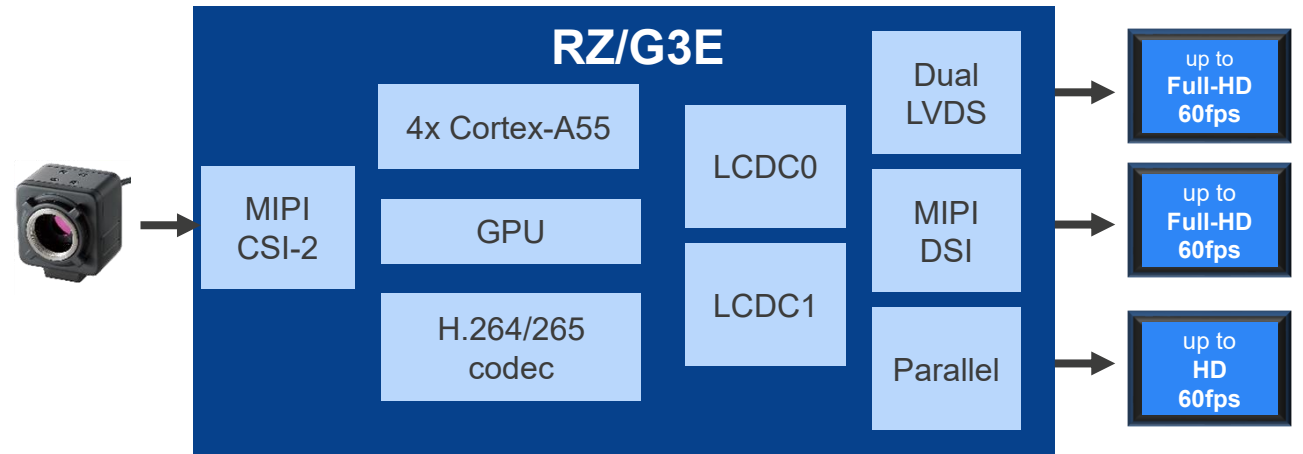 RZ/G3E
MIPI
CSI-2
4x Cortex-A55
GPU
H.264/265
codec
LCDC0
LCDC1
Dual
LVDS
MIPI
DSI
Parallel
up to
Full-HD
60fps
up to
Full-HD
60fps
up to
HD
60fps